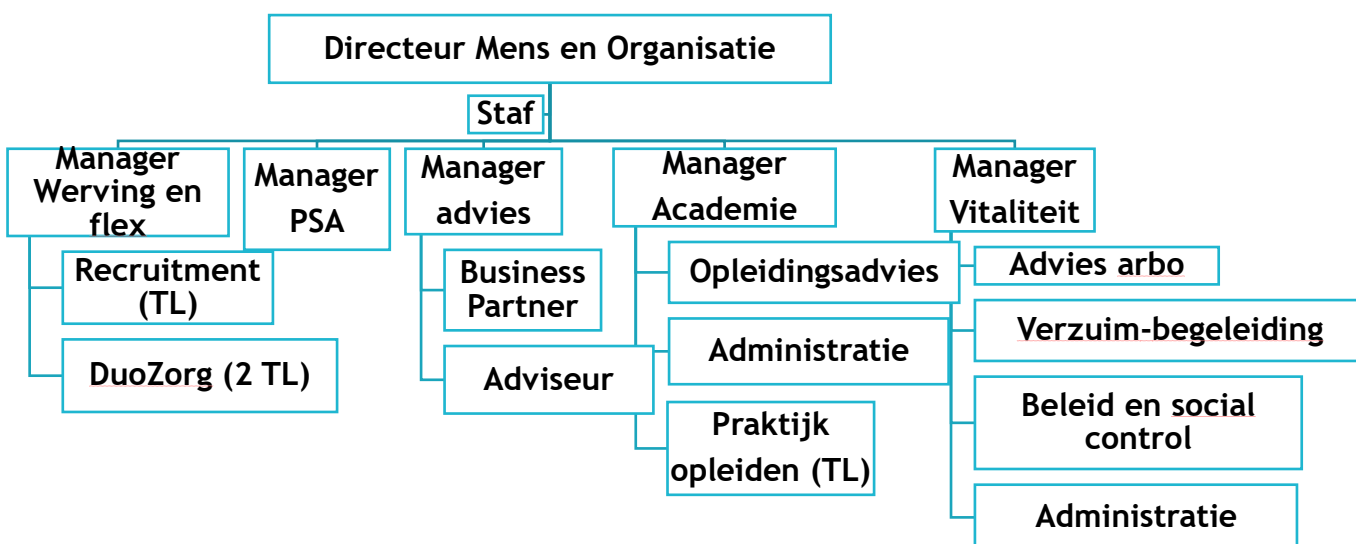 Directeur Mens en Organisatie
Staf
Manager
Werving en
flex
Recruitment
(TL)
DuoZorg (2 TL)
Manager
PSA
Manager
advies
Business
Partner
Adviseur
Manager
Academie
Opleidingsadvies
Administratie
Praktijk
opleiden (TL)
Manager
Vitaliteit
Advies arbo
Verzuim-begeleiding
Beleid en social
control
Administratie